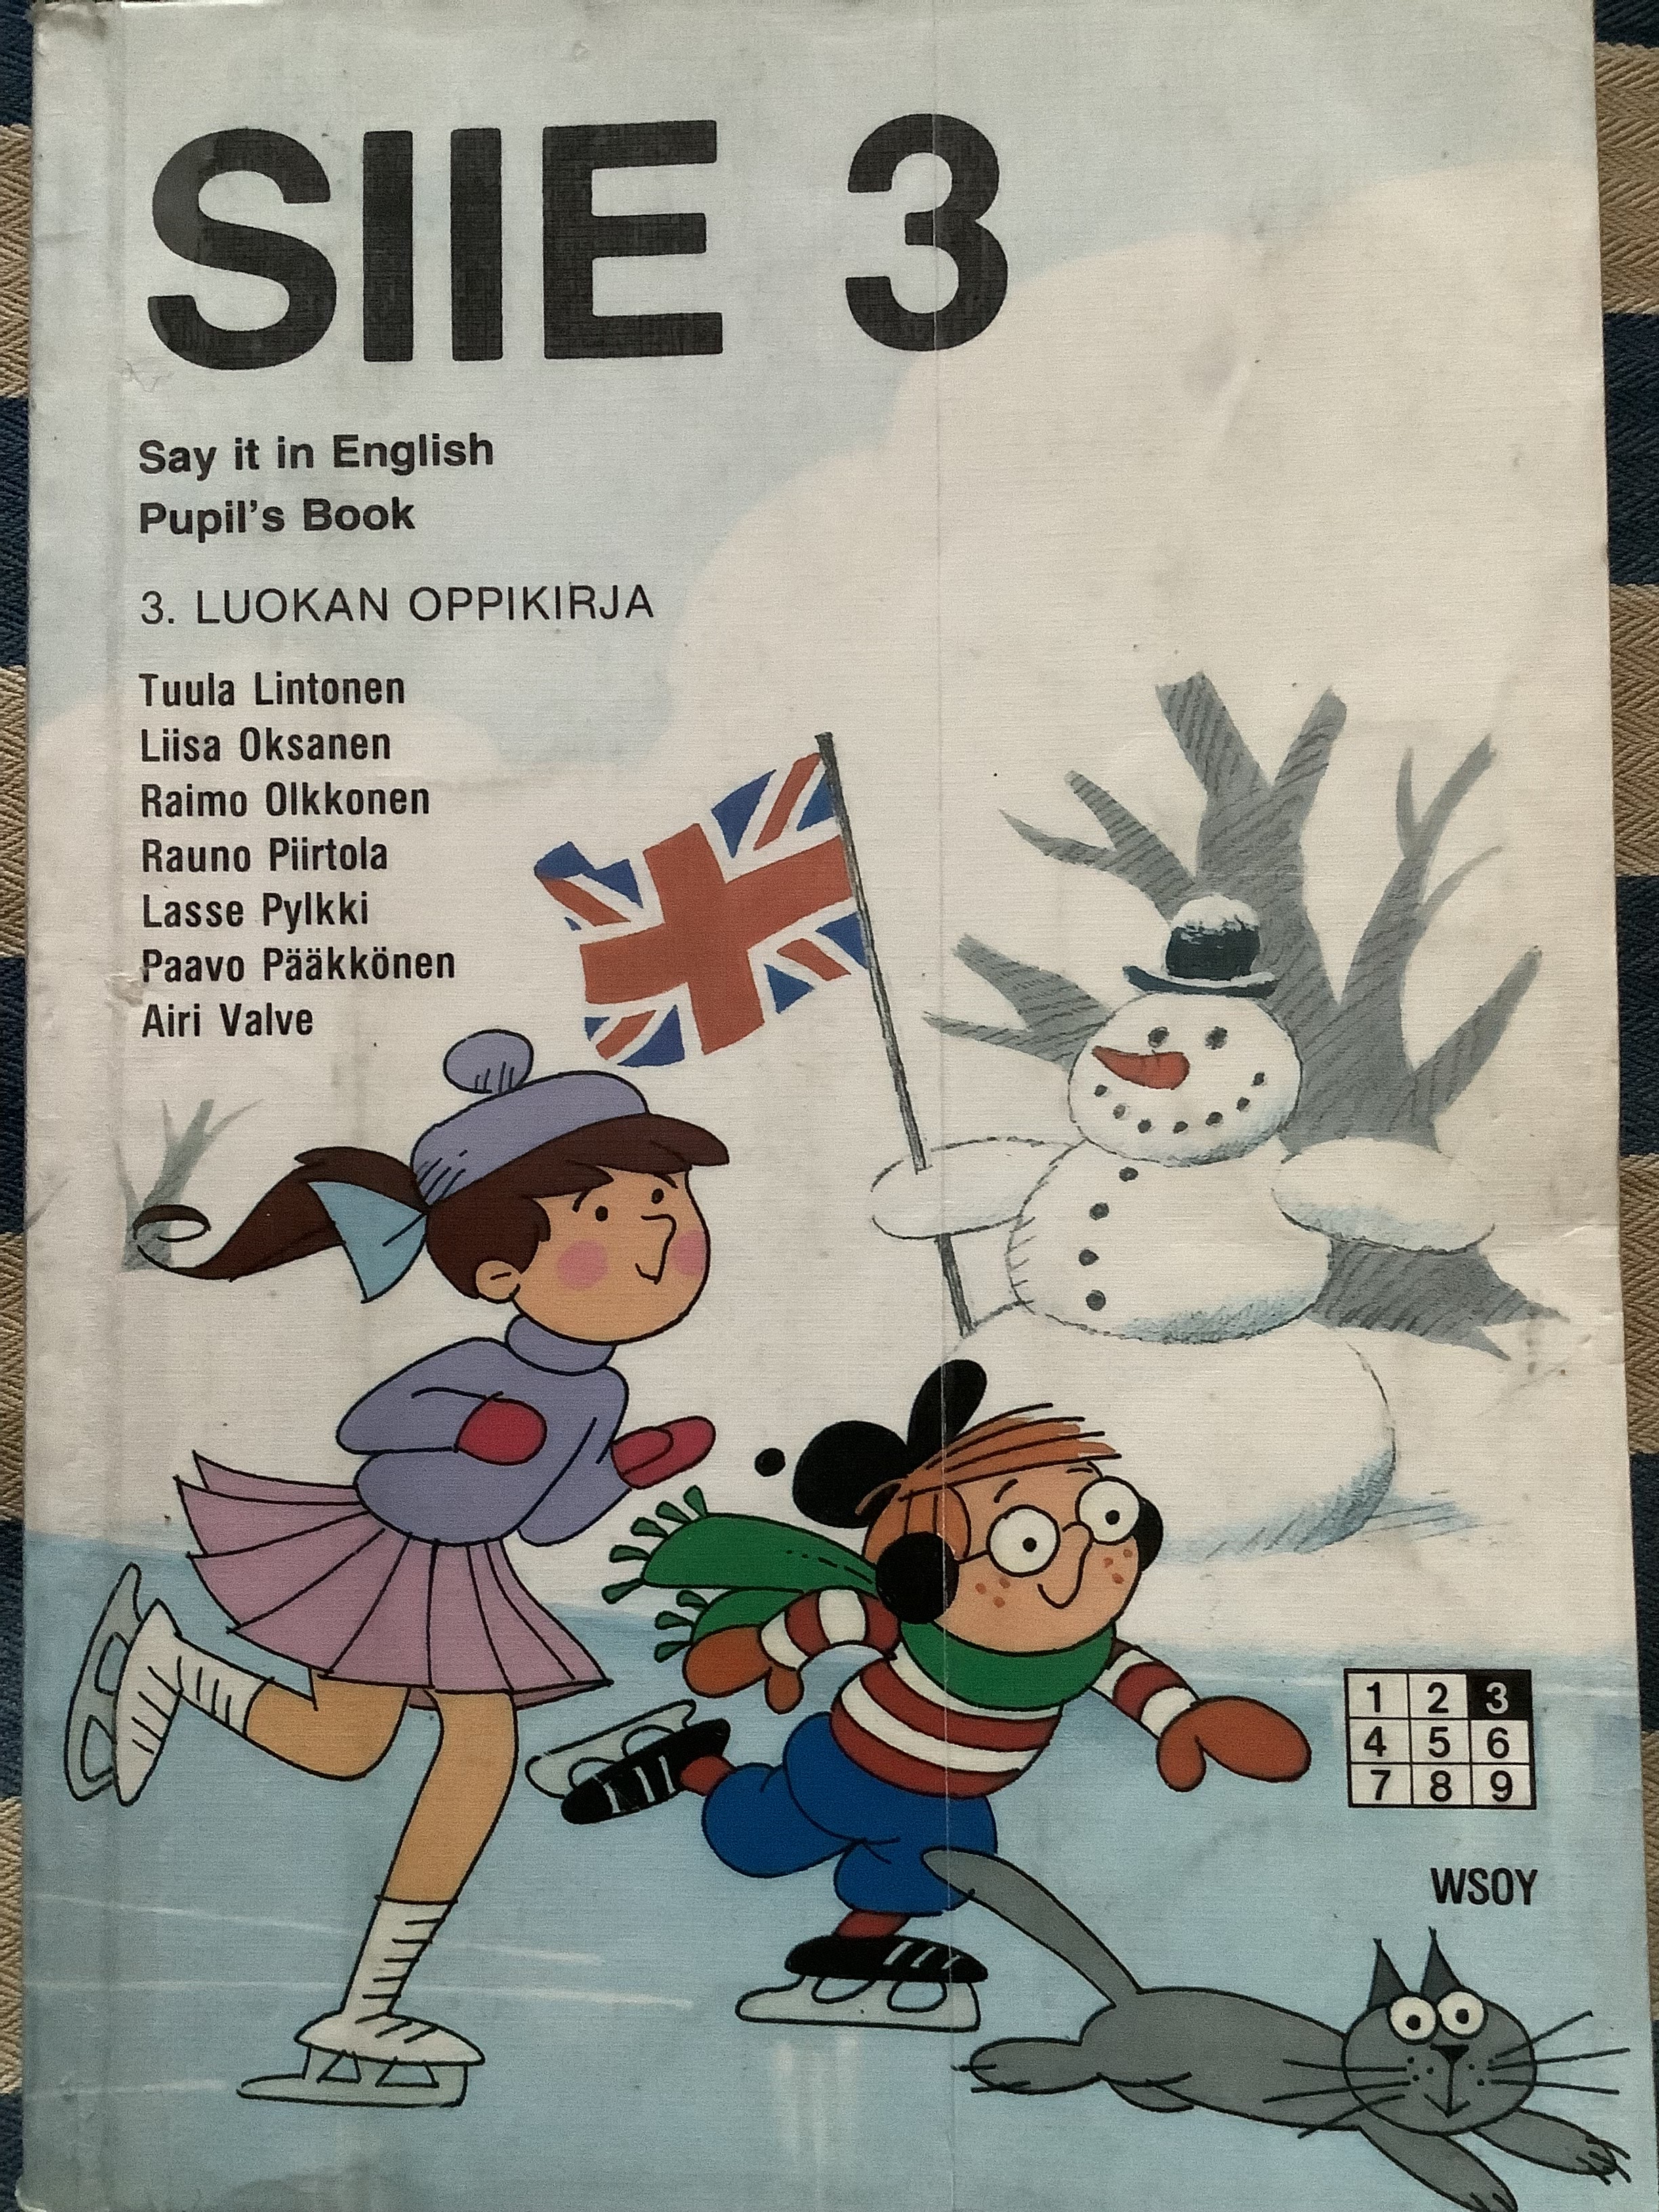 SIIE 3
Say it in English
Pupil's Book
3. LUOKAN OPPIKIRJA
Tuula Lintonen
Liisa Oksanen
Raimo Olkkonen
Rauno Piirtola
Lasse Pylkki
Paavo Pääkkönen
Airi Valve
1 2 3
4 5 6
7 8 9
WSOY